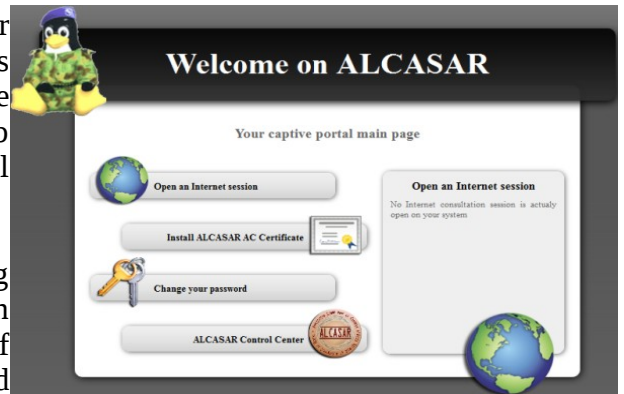 Welcome on ALCASAR
Your captive portal main page
Open an Internet session
Install ALCASAR AC Certificate
Change your password
ALCASAR Control Center
Open an Internet session
No Internet consultation session is actualy
open on your system
ALCASAR